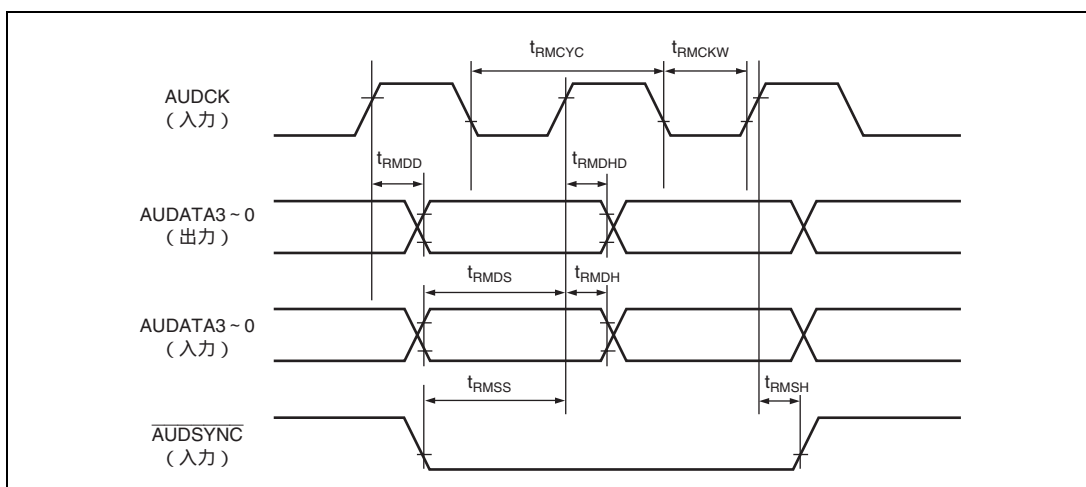 tRMCYC
tRMCKW
AUDCK
（入力）
tRMDD
tRMDHD
AUDATA3～0
（出力）
tRMDS
tRMDH
AUDATA3～0
（入力）
tRMSS
tRMSH
AUDSYNC
（入力）